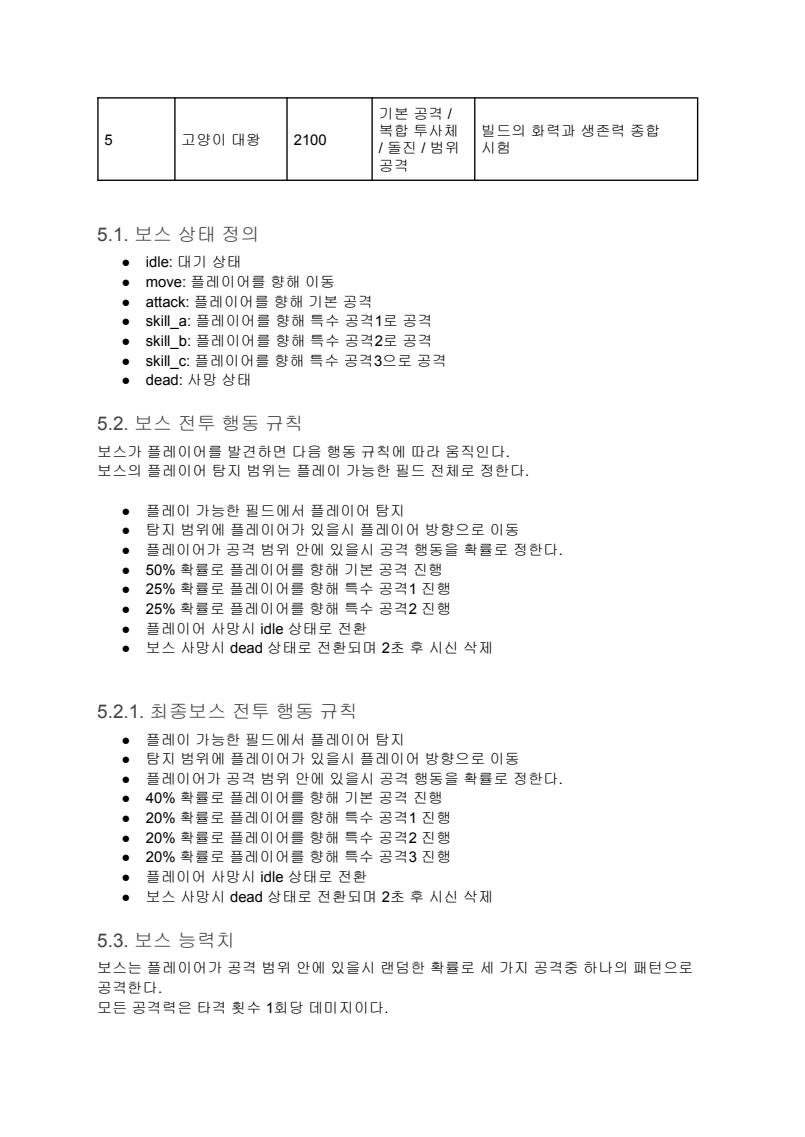 5
고양이 대왕
2100
기본 공격 /
복합 투사체
/ 돌진 / 범위
공격
빌드의 화력과 생존력 종합
시험
5.1. 보스 상태 정의
● idle: 대기 상태
● move: 플레이어를 향해 이동
● attack: 플레이어를 향해 기본 공격
● skill_a: 플레이어를 향해 특수 공격1로 공격
● skill_b: 플레이어를 향해 특수 공격2로 공격
● skill_c: 플레이어를 향해 특수 공격3으로 공격
● dead: 사망 상태
5.2. 보스 전투 행동 규칙
보스가 플레이어를 발견하면 다음 행동 규칙에 따라 움직인다.
보스의 플레이어 탐지 범위는 플레이 가능한 필드 전체로 정한다.
● 플레이 가능한 필드에서 플레이어 탐지
● 탐지 범위에 플레이어가 있을시 플레이어 방향으로 이동
● 플레이어가 공격 범위 안에 있을시 공격 행동을 확률로 정한다.
● 50% 확률로 플레이어를 향해 기본 공격 진행
● 25% 확률로 플레이어를 향해 특수 공격1 진행
● 25% 확률로 플레이어를 향해 특수 공격2 진행
● 플레이어 사망시 idle 상태로 전환
● 보스 사망시 dead 상태로 전환되며 2초 후 시신 삭제
5.2.1. 최종보스 전투 행동 규칙
● 플레이 가능한 필드에서 플레이어 탐지
● 탐지 범위에 플레이어가 있을시 플레이어 방향으로 이동
● 플레이어가 공격 범위 안에 있을시 공격 행동을 확률로 정한다.
● 40% 확률로 플레이어를 향해 기본 공격 진행
● 20% 확률로 플레이어를 향해 특수 공격1 진행
● 20% 확률로 플레이어를 향해 특수 공격2 진행
● 20% 확률로 플레이어를 향해 특수 공격3 진행
● 플레이어 사망시 idle 상태로 전환
● 보스 사망시 dead 상태로 전환되며 2초 후 시신 삭제
5.3. 보스 능력치
보스는 플레이어가 공격 범위 안에 있을시 랜덤한 확률로 세 가지 공격중 하나의 패턴으로
공격한다.
모든 공격력은 타격 횟수 1회당 데미지이다.